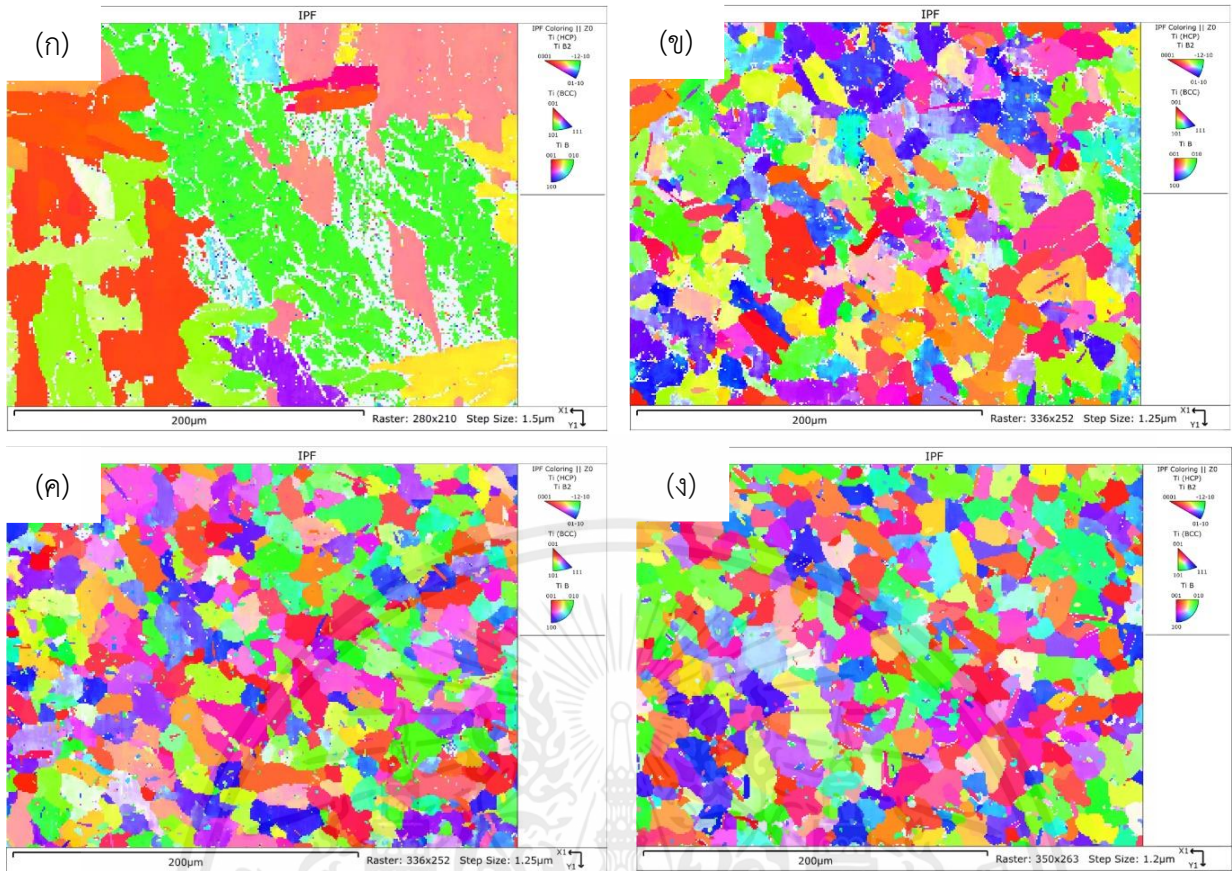 (ก)
IPF
IPF Coloring || Z0
Ti (HCP)
Ti B2
0001 -12-10
01-10
Ti (BCC)
001
101 111
Ti B
001 010
100
200µm Raster: 280x210 Step Size: 1.5µm X1
Y1
(ข)
IPF
IPF Coloring || Z0
Ti (HCP)
Ti B2
0001 -12-10
01-10
Ti (BCC)
001
101 111
Ti B
001 010
100
200µm Raster: 336x252 Step Size: 1.25µm X1
Y1
(ค)
IPF
IPF Coloring || Z0
Ti (HCP)
Ti B2
0001 -12-10
01-10
Ti (BCC)
001
101 111
Ti B
001 010
100
200µm Raster: 336x252 Step Size: 1.25µm X1
Y1
(ง)
IPF
IPF Coloring || Z0
Ti (HCP)
Ti B2
0001 -12-10
01-10
Ti (BCC)
001
101 111
Ti B
001 010
100
200µm Raster: 350x263 Step Size: 1.2µm X1
Y1